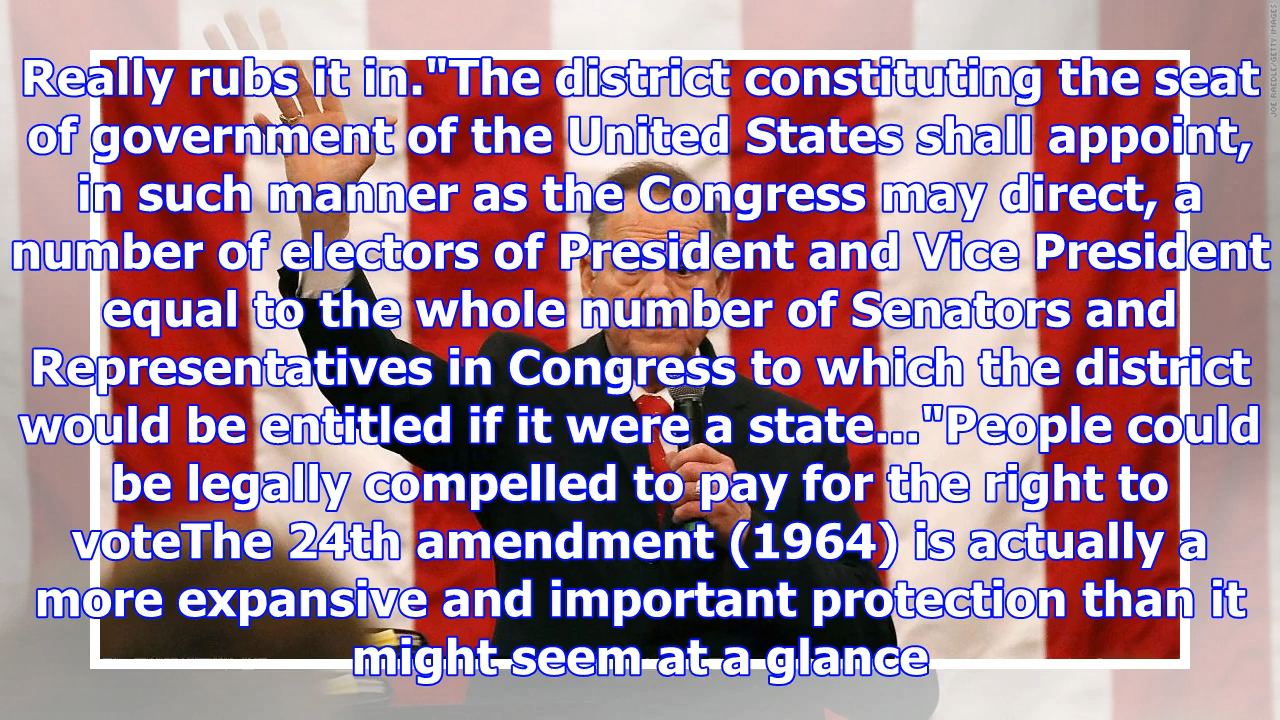 Really rubs it in."The district constituting the seat
of government of the United States shall appoint,
in such manner as the Congress may direct, a
number of electors of President and Vice President
equal to the whole number of Senators and
Representatives in Congress to which the district
would be entitled if it were a state..."People could
be legally compelled to pay for the right to
voteThe 24th amendment (1964) is actually a
more expansive and important protection than it
might seem at a glance
JOE RAEDLE/GETTY IMAGES